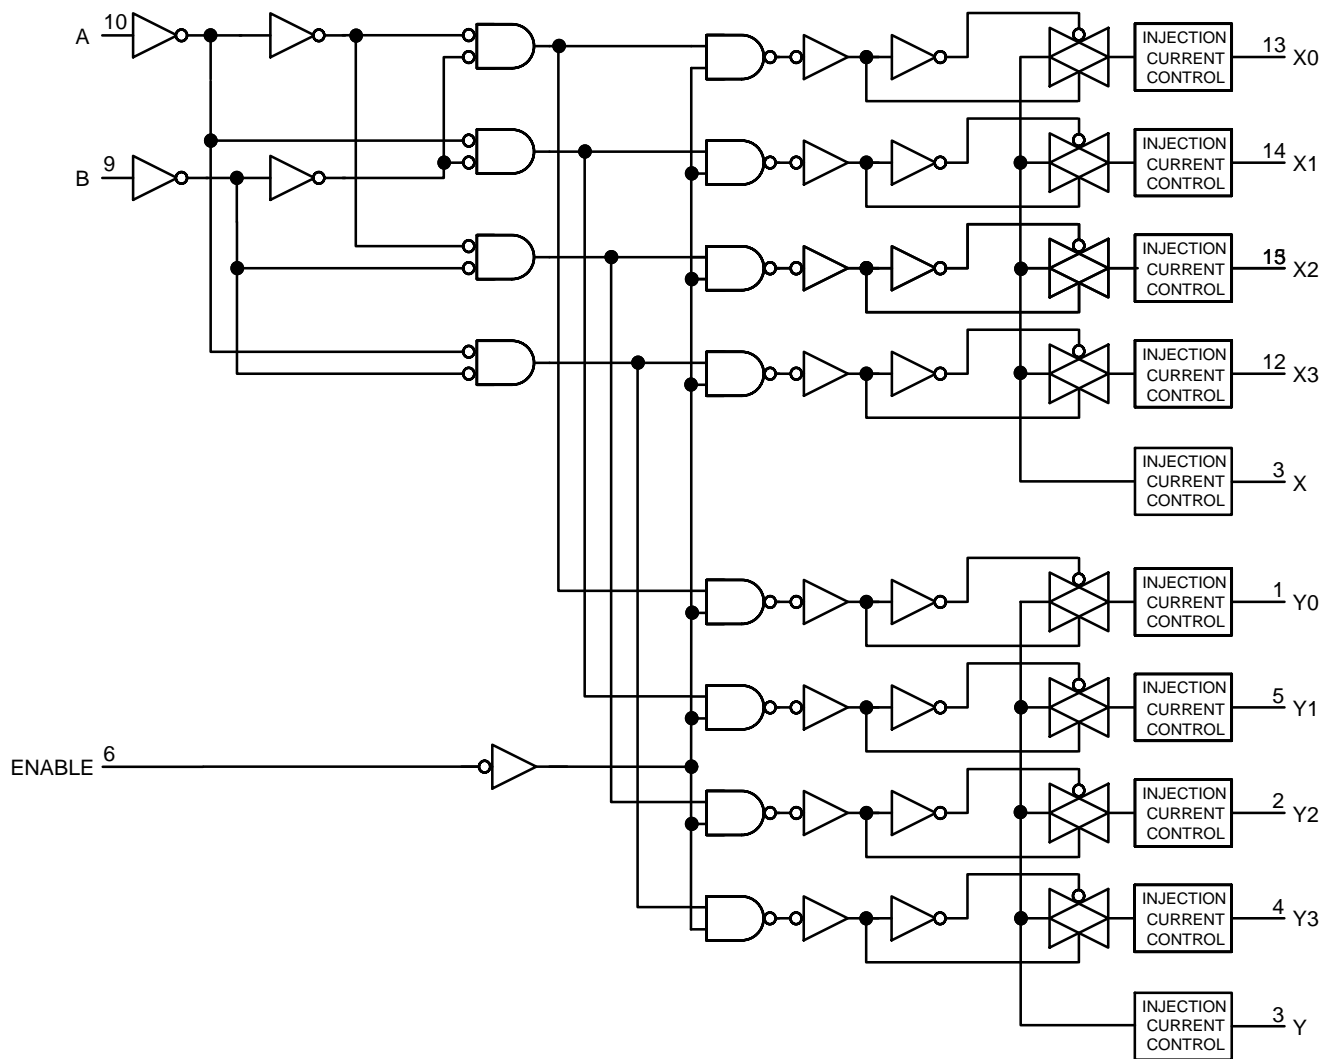 A 10
INJECTION
CURRENT
CONTROL
13 X0
INJECTION
CURRENT
CONTROL
14 X1
B 9
INJECTION
CURRENT
CONTROL
X2
INJECTION
CURRENT
CONTROL
12 X3
INJECTION
CURRENT
CONTROL
3 X
INJECTION
CURRENT
CONTROL
1 Y0
INJECTION
CURRENT
CONTROL
5 Y1
ENABLE 6
INJECTION
CURRENT
CONTROL
2 Y2
INJECTION
CURRENT
CONTROL
4 Y3
INJECTION
CURRENT
CONTROL
3 Y